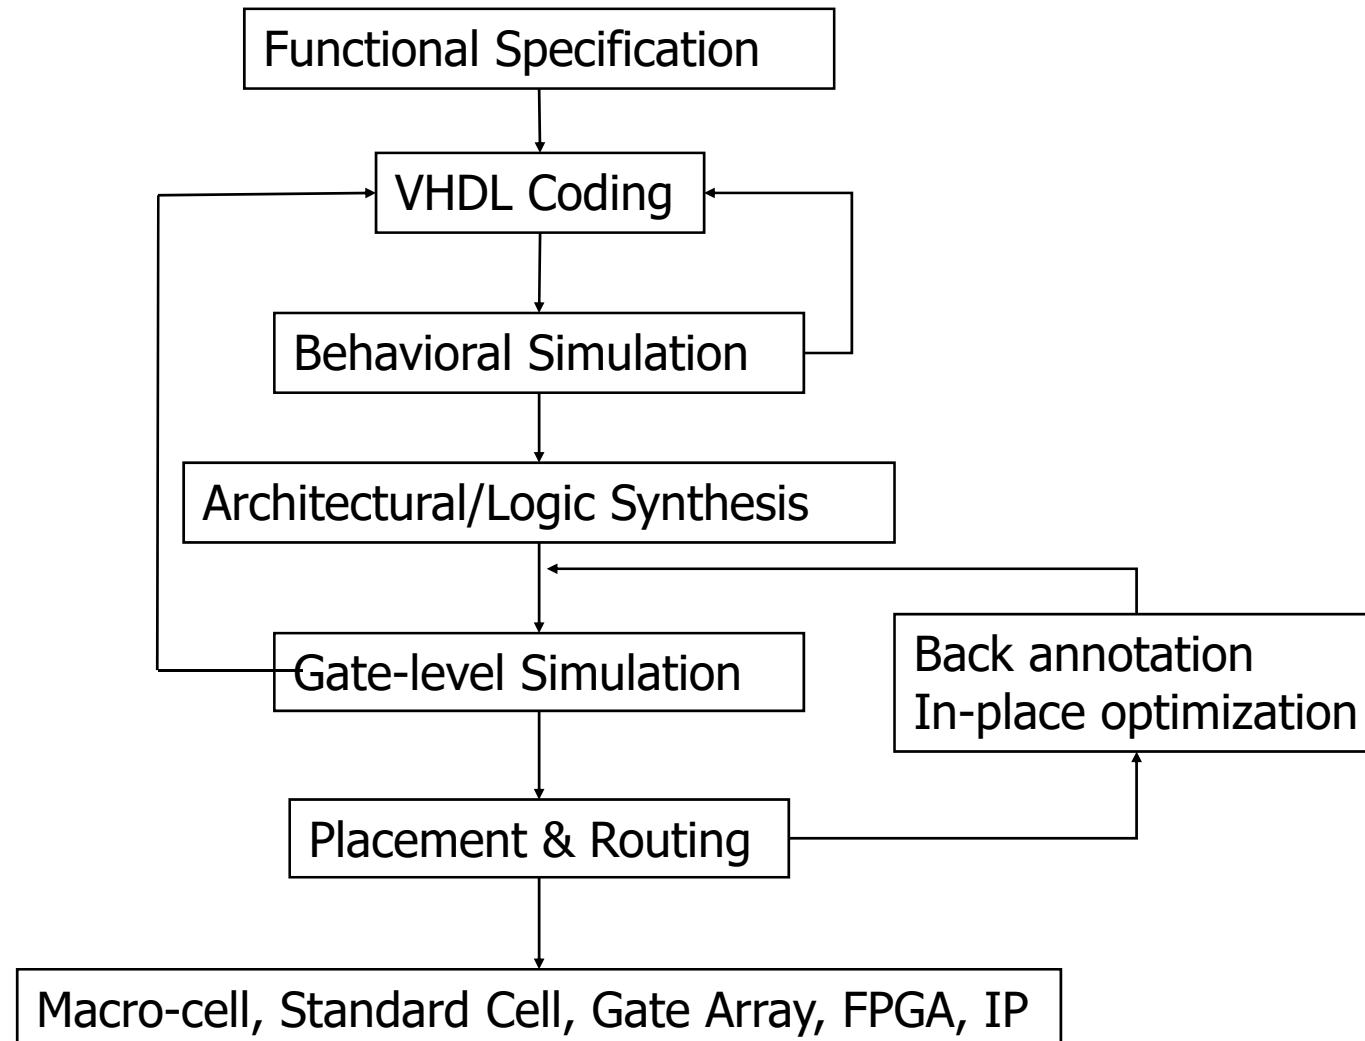 Functional Specification
VHDL Coding
Behavioral Simulation
Architectural/Logic Synthesis
Gate-level Simulation
Back annotation
In-place optimization
Placement & Routing
Macro-cell, Standard Cell, Gate Array, FPGA, IP